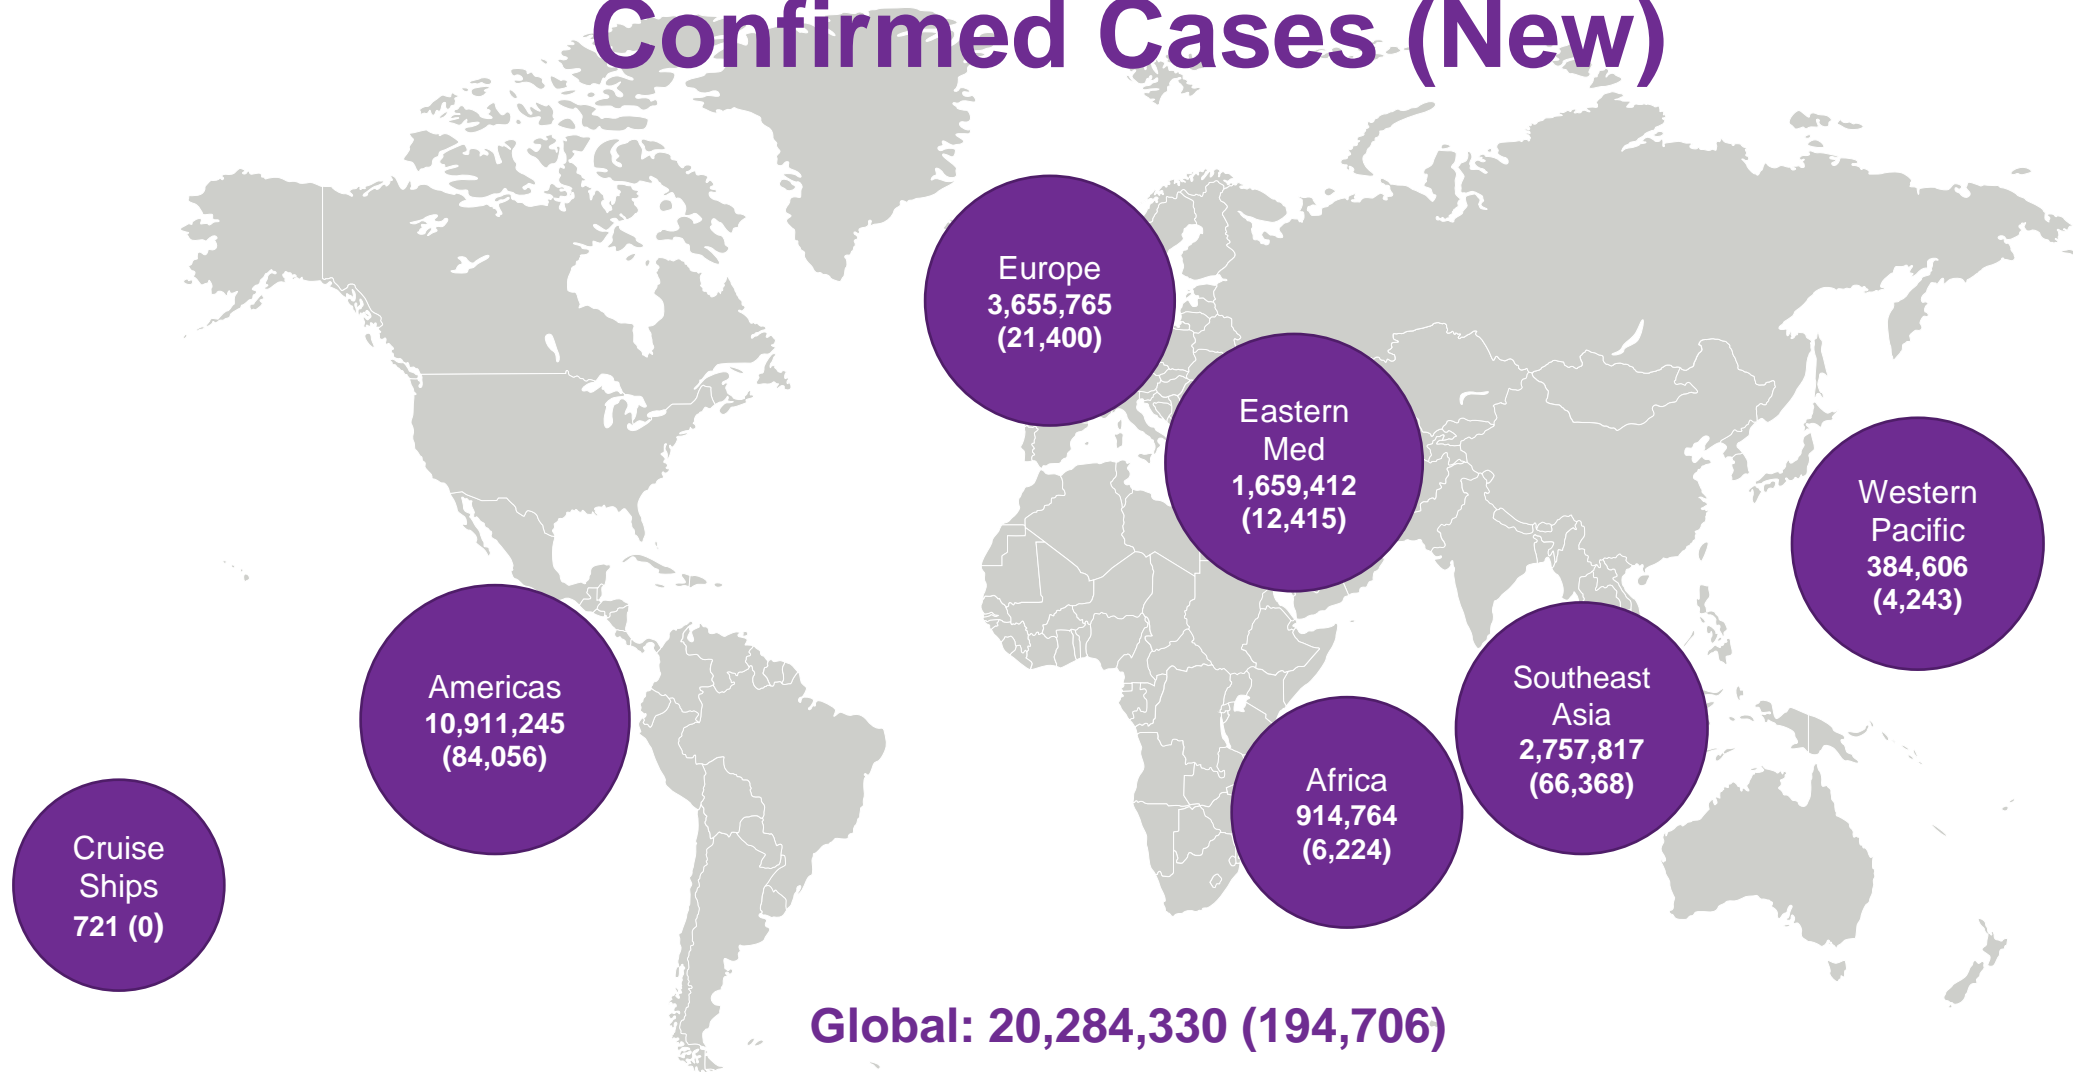 Confirmed Cases (New)
Europe
3,655,765
(21,400)
Eastern
Med
1,659,412
(12,415)
Western
Pacific
384,606
(4,243)
Americas
10,911,245
(84,056)
Southeast
Asia
2,757,817
(66,368)
Africa
914,764
(6,224)
Cruise
Ships
721 (0)
Global: 20,284,330 (194,706)